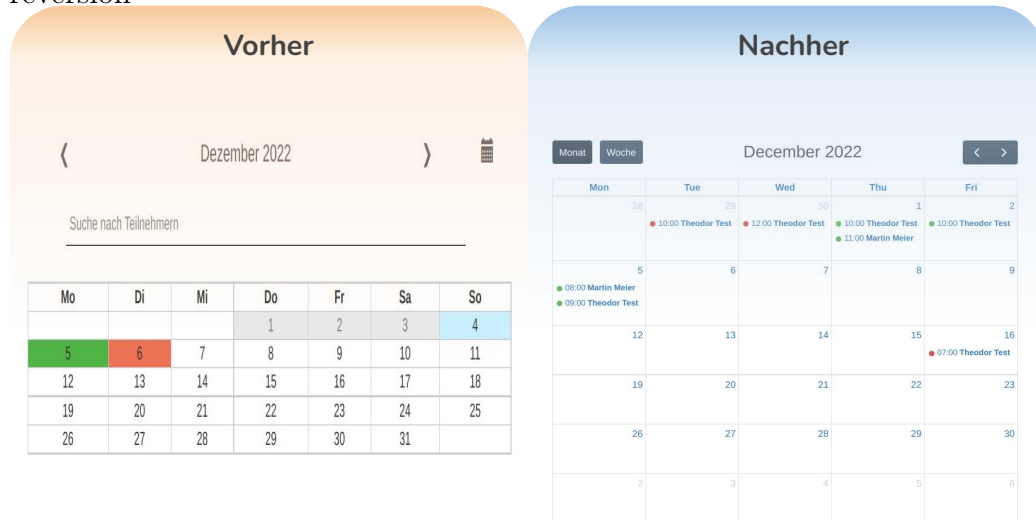 reversion
Vorher
Dezember 2022
Suche nach Teilnehmern
Mo Di Mi Do Fr Sa So
1 2 3 4
5 6 7 8 9 10 11
12 13 14 15 16 17 18
19 20 21 22 23 24 25
26 27 28 29 30 31
Nachher
Monat Woche December 2022
Mon Tue Wed Thu Fri
28 29 30 1 2
10:00 Theodor Test 12:00 Theodor Test 10:00 Theodor Test 10:00 Theodor Test
11:00 Martin Meier
5 6 7 8 9
08:00 Martin Meier
09:00 Theodor Test
12 13 14 15 16
07:00 Theodor Test
19 20 21 22 23
26 27 28 29 30
2 3 4 5 6